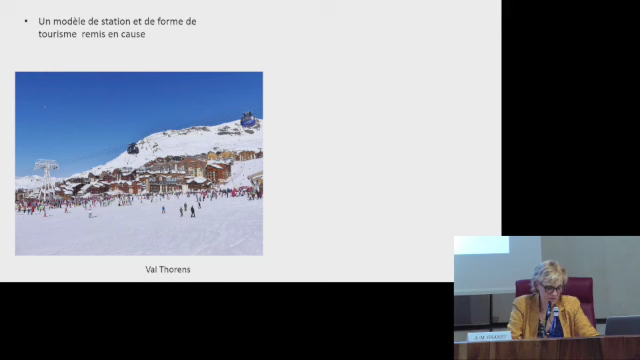 • Un modèle de station et de forme de
tourisme remis en cause
Val Thorens